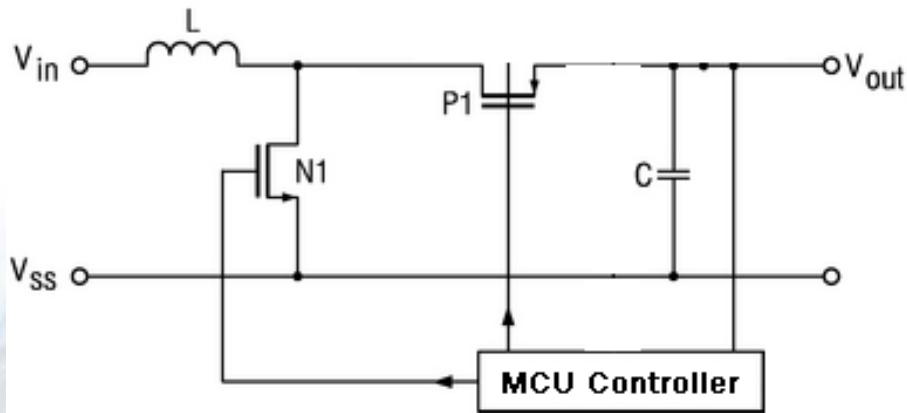 L
Vin
Vout
P1
N1
C
Vss
MCU Controller